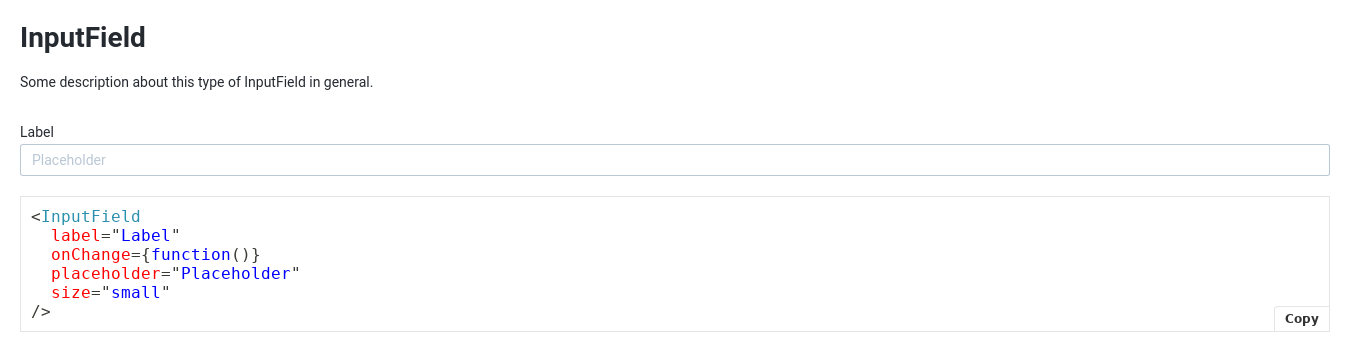 InputField
Some description about this type of InputField in general.
Label
Placeholder
<InputField
  label="Label"
  onChange={function()}
  placeholder="Placeholder"
  size="small"
/>
Copy